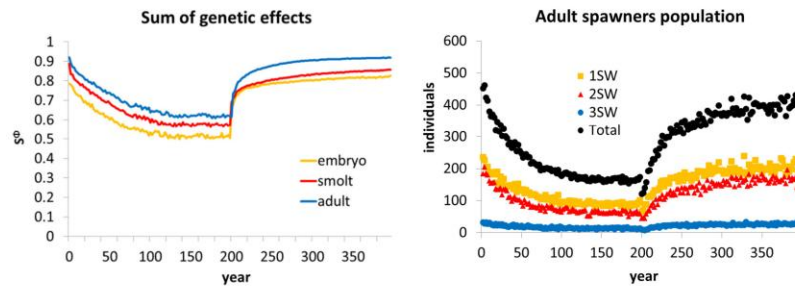 Sum of genetic effects
1
0.9
0.8
0.7
0.6
0.5
0.4
0.3
0.2
0.1
0
SΦ
embryo
smolt
adult
0 50 100 150 200 250 300 350
year
Adult spawners population
600
500
400
300
200
100
0
individuals
1SW
2SW
3SW
Total
0 50 100 150 200 250 300 350
year